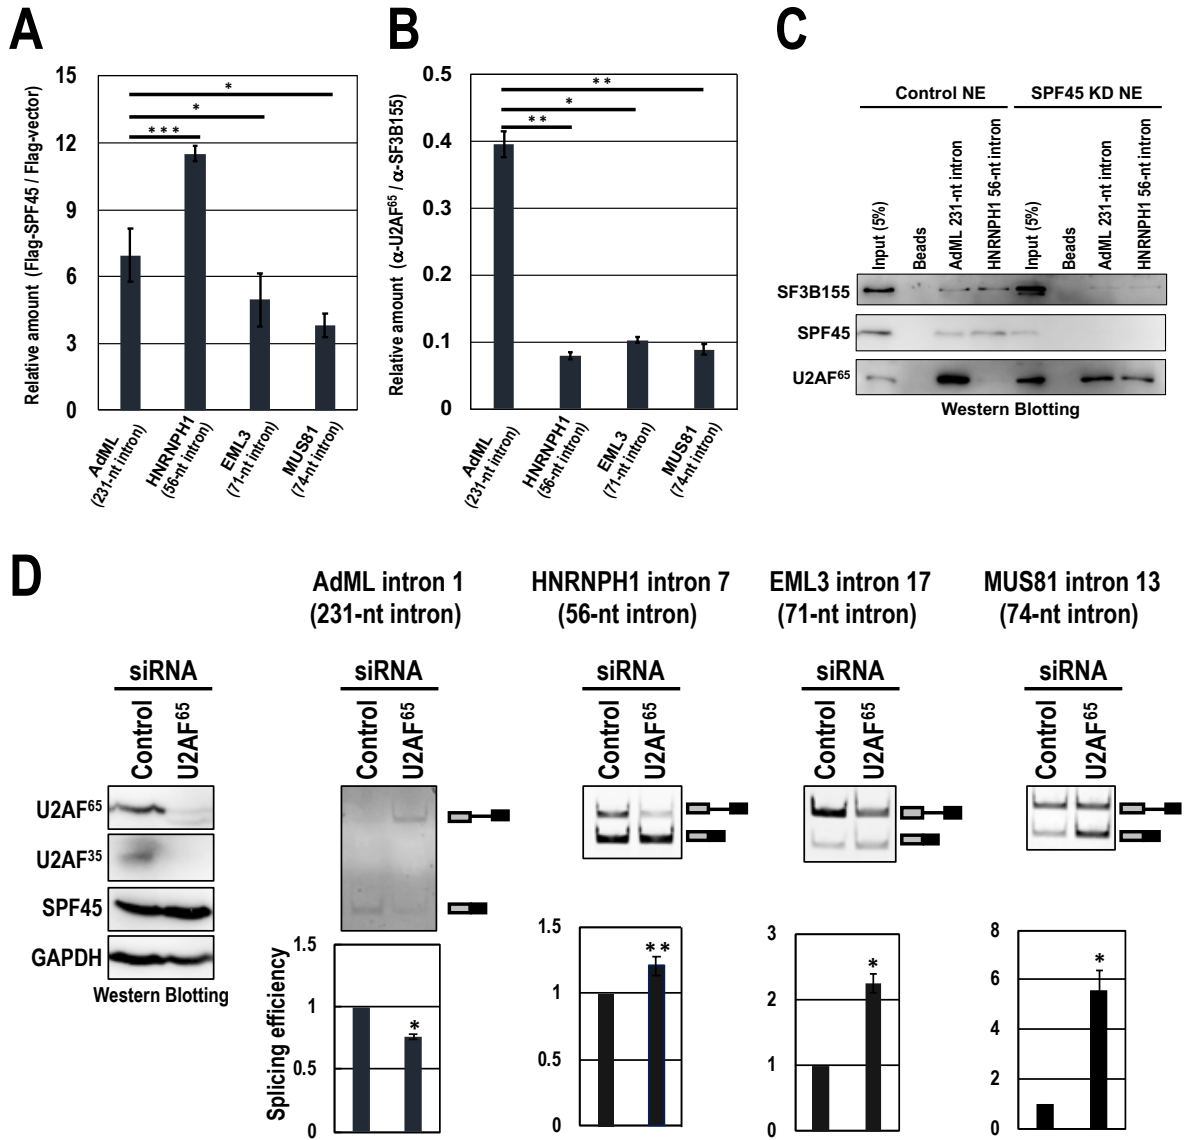 A
Relative amount (Flag-SPF45 / Flag-vector)
15
12
9
6
3
0
*
*
***
AdML
(231-nt intron)
HNRNPH1
(56-nt intron)
EML3
(71-nt intron)
MUS81
(74-nt intron)
B
Relative amount (α-U2AF⁶⁵ / α-SF3B155)
0.5
0.4
0.3
0.2
0.1
0
**
*
**
AdML
(231-nt intron)
HNRNPH1
(56-nt intron)
EML3
(71-nt intron)
MUS81
(74-nt intron)
C
Control NE
SPF45 KD NE
Input (5%)
Beads
AdML 231-nt intron
HNRNPH1 56-nt intron
Input (5%)
Beads
AdML 231-nt intron
HNRNPH1 56-nt intron
SF3B155
SPF45
U2AF⁶⁵
Western Blotting
D
siRNA
Control
U2AF⁶⁵
U2AF⁶⁵
U2AF³⁵
SPF45
GAPDH
Western Blotting
AdML intron 1
(231-nt intron)
siRNA
Control
U2AF⁶⁵
Splicing efficiency
1.5
1
0.5
0
*
HNRNPH1 intron 7
(56-nt intron)
siRNA
Control
U2AF⁶⁵
1.5
1
0.5
0
**
EML3 intron 17
(71-nt intron)
siRNA
Control
U2AF⁶⁵
3
2
1
0
*
MUS81 intron 13
(74-nt intron)
siRNA
Control
U2AF⁶⁵
8
6
4
2
0
*